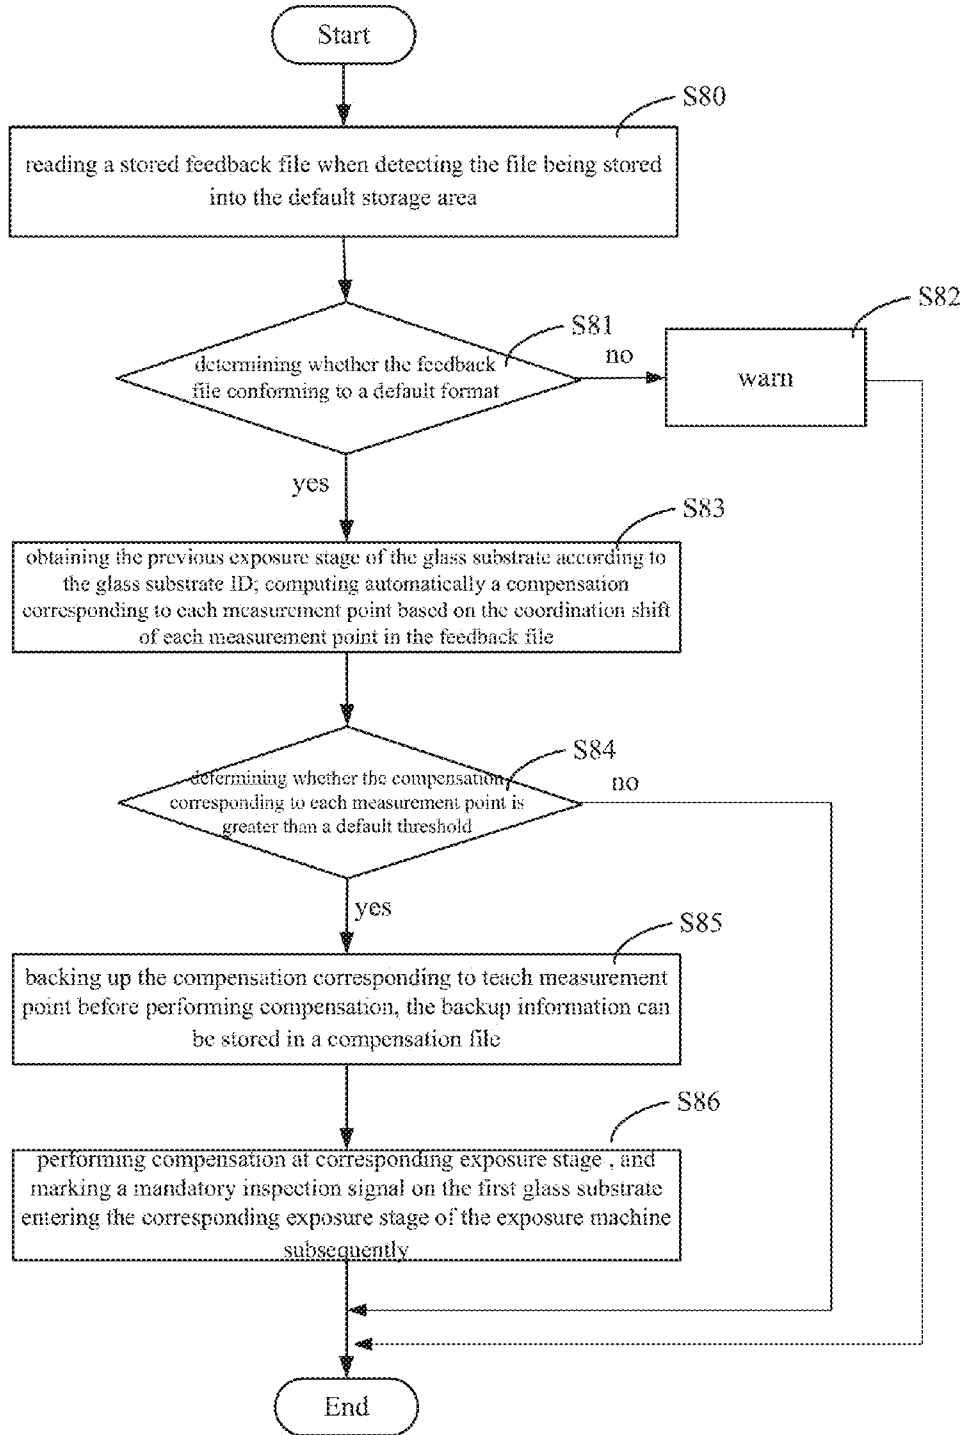 Start
S80
reading a stored feedback file when detecting the file being stored
into the default storage area
S82
S81
determining whether the feedback
file conforming to a default format
no
warn
yes
S83
obtaining the previous exposure stage of the glass substrate according to
the glass substrate ID; computing automatically a compensation
corresponding to each measurement point based on the coordination shift
of each measurement point in the feedback file
S84
determining whether the compensation
corresponding to each measurement point is
greater than a default threshold
no
yes
S85
backing up the compensation corresponding to teach measurement
point before performing compensation, the backup information can
be stored in a compensation file
S86
performing compensation at corresponding exposure stage , and
marking a mandatory inspection signal on the first glass substrate
entering the corresponding exposure stage of the exposure machine
subsequently
End